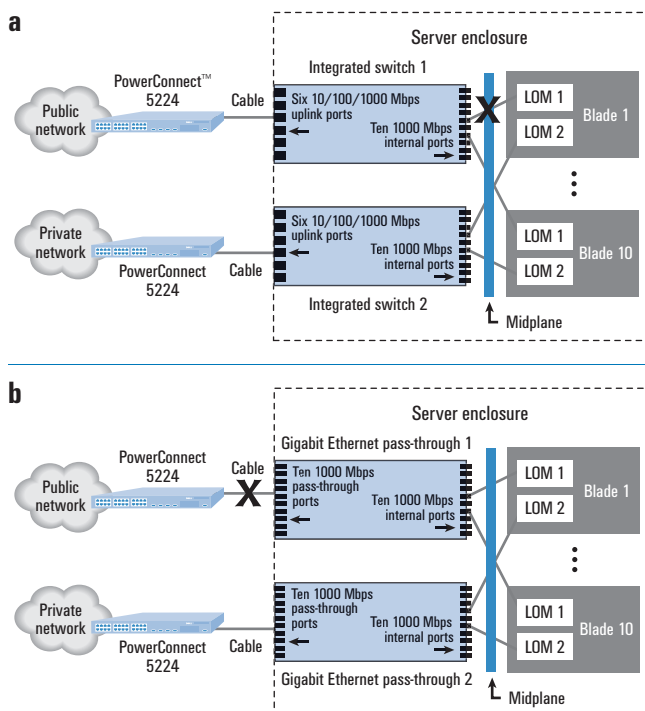 a
Server enclosure
PowerConnect™
5224
Public
network
Cable
Integrated switch 1
Six 10/100/1000 Mbps
uplink ports
Ten 1000 Mbps
internal ports
X
LOM 1
LOM 2
Blade 1
Private
network
PowerConnect
5224
Cable
Six 10/100/1000 Mbps
uplink ports
Ten 1000 Mbps
internal ports
Integrated switch 2
LOM 1
LOM 2
Blade 10
Midplane
b
Server enclosure
PowerConnect
5224
Public
network
Cable
X
Gigabit Ethernet pass-through 1
Ten 1000 Mbps
pass-through
ports
Ten 1000 Mbps
internal ports
LOM 1
LOM 2
Blade 1
Private
network
PowerConnect
5224
Cable
Ten 1000 Mbps
pass-through
ports
Ten 1000 Mbps
internal ports
Gigabit Ethernet pass-through 2
LOM 1
LOM 2
Blade 10
Midplane